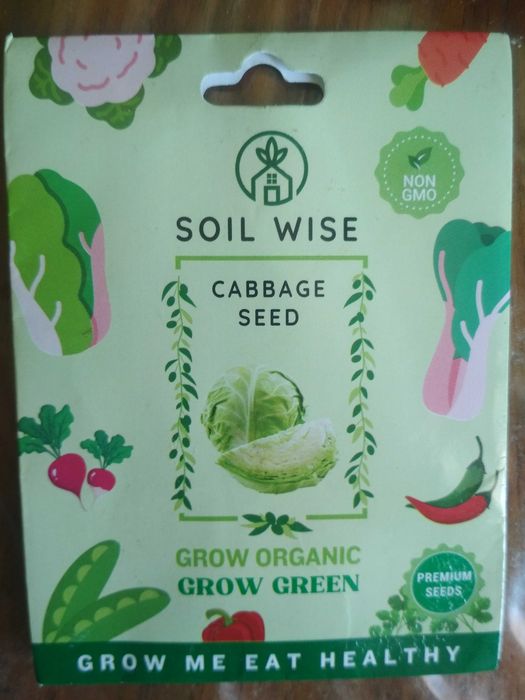 NON
GMO
SOIL WISE
CABBAGE
SEED
GROW ORGANIC
GROW GREEN
PREMIUM
SEEDS
GROW ME EAT HEALTHY